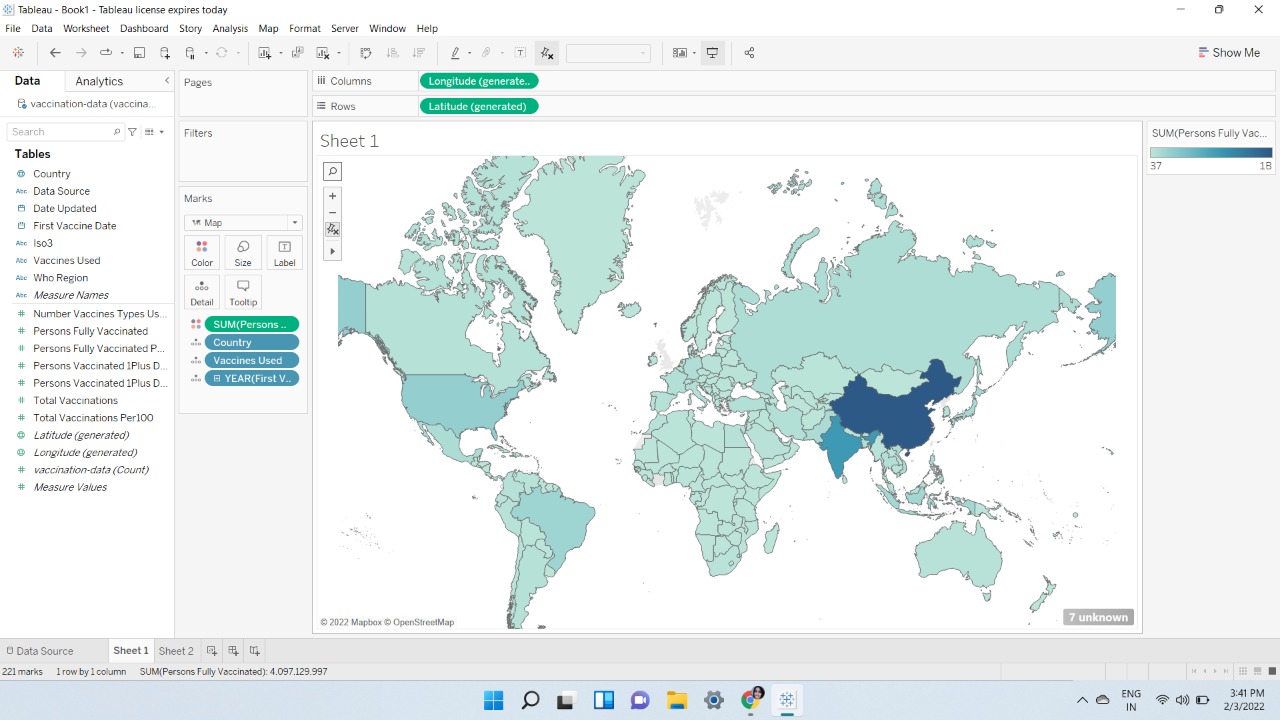 Tableau - Book1 - Tableau license expires today
File Data Worksheet Dashboard Story Analysis Map Format Server Window Help
Show Me
Data Analytics
vaccination-data (vaccina...
Search
Tables
Country
Abc Data Source
Date Updated
First Vaccine Date
Abc Iso3
Abc Vaccines Used
Abc Who Region
Abc Measure Names
# Number Vaccines Types Us...
# Persons Fully Vaccinated
# Persons Fully Vaccinated P...
# Persons Vaccinated 1Plus D...
# Persons Vaccinated 1Plus D...
# Total Vaccinations
# Total Vaccinations Per100
Latitude (generated)
Longitude (generated)
# vaccination-data (Count)
# Measure Values
Pages
Filters
Marks
Map
Color Size Label
Detail Tooltip
SUM(Persons ..
Country
Vaccines Used
YEAR(First V..
Columns Longitude (generate..
Rows Latitude (generated)
Sheet 1
© 2022 Mapbox © OpenStreetMap
7 unknown
SUM(Persons Fully Vac...
37 1B
Data Source Sheet 1 Sheet 2
221 marks 1 row by 1 column SUM(Persons Fully Vaccinated): 4.097.129.997
ENG
IN
3:41 PM
2/3/2022